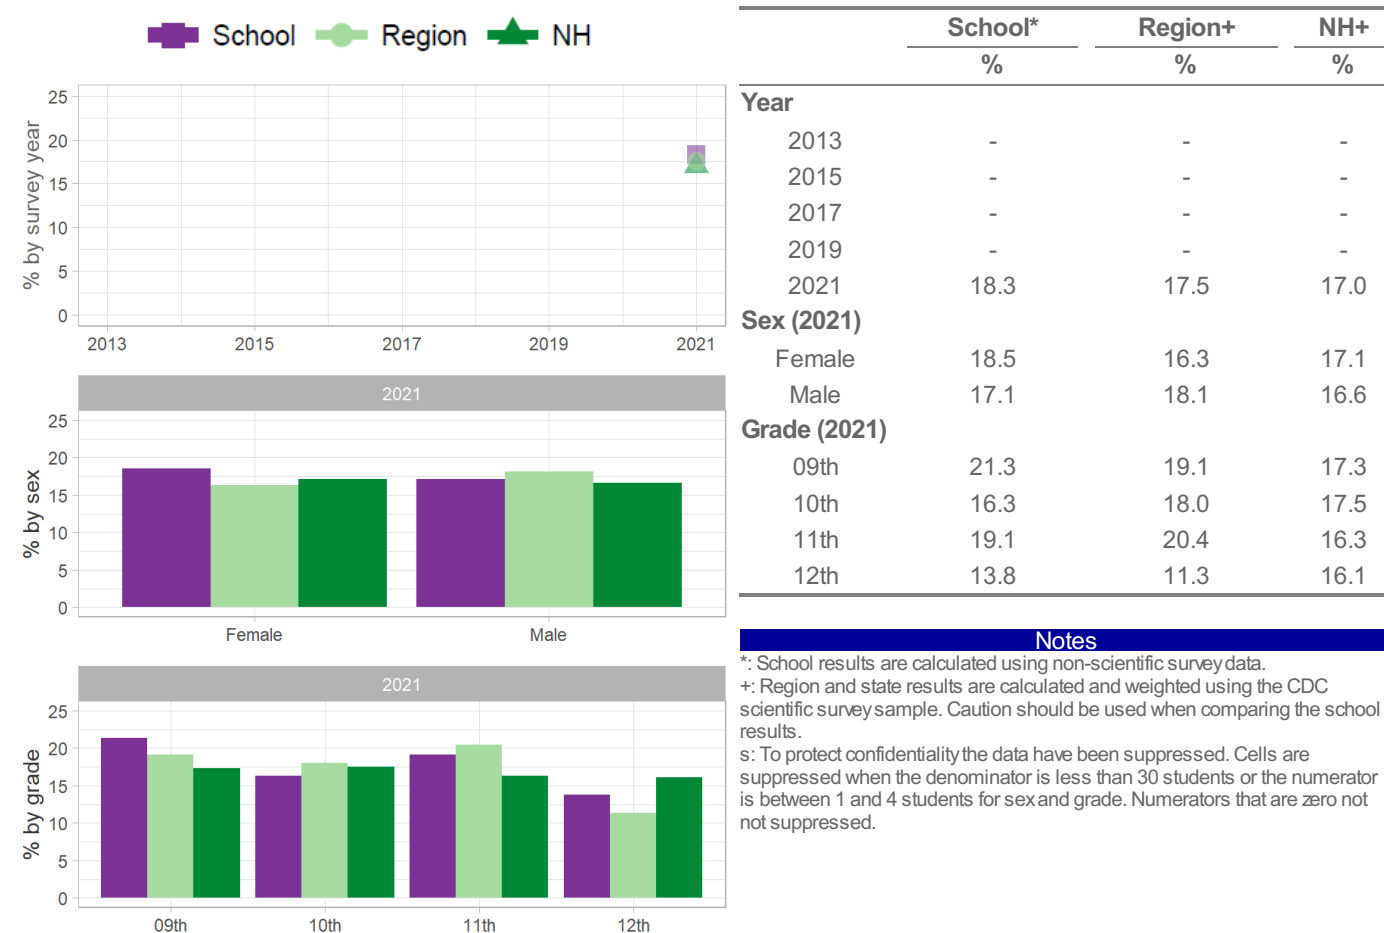 School Region NH
% by survey year
25
20
15
10
5
0
2013 2015 2017 2019 2021
2021
% by sex
25
20
15
10
5
0
Female Male
2021
% by grade
25
20
15
10
5
0
09th 10th 11th 12th
School* Region+ NH+
% % %
Year
2013 - - -
2015 - - -
2017 - - -
2019 - - -
2021 18.3 17.5 17.0
Sex (2021)
Female 18.5 16.3 17.1
Male 17.1 18.1 16.6
Grade (2021)
09th 21.3 19.1 17.3
10th 16.3 18.0 17.5
11th 19.1 20.4 16.3
12th 13.8 11.3 16.1
Notes
*: School results are calculated using non-scientific survey data.
+: Region and state results are calculated and weighted using the CDC
scientific survey sample. Caution should be used when comparing the school
results.
s: To protect confidentiality the data have been suppressed. Cells are
suppressed when the denominator is less than 30 students or the numerator
is between 1 and 4 students for sex and grade. Numerators that are zero not
not suppressed.